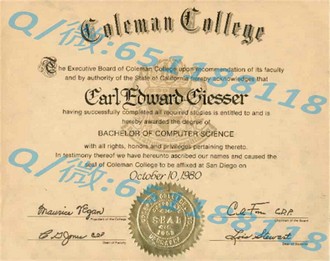 Coleman College
The Executive Board of Coleman College upon recommendation of its faculty
and by authority of the State of California hereby acknowledges that
Carl Edward Giesser
having successfully completed all required studies is entitled to and is
hereby awarded the degree of
BACHELOR OF COMPUTER SCIENCE
with all rights, honors and privileges pertaining thereto.
In testimony thereof we have hereunto ascribed our names and caused the
seal of Coleman College to be affixed at San Diego on
October 10, 1980
SEAL
Q/微:654488118
Q/微:654488118